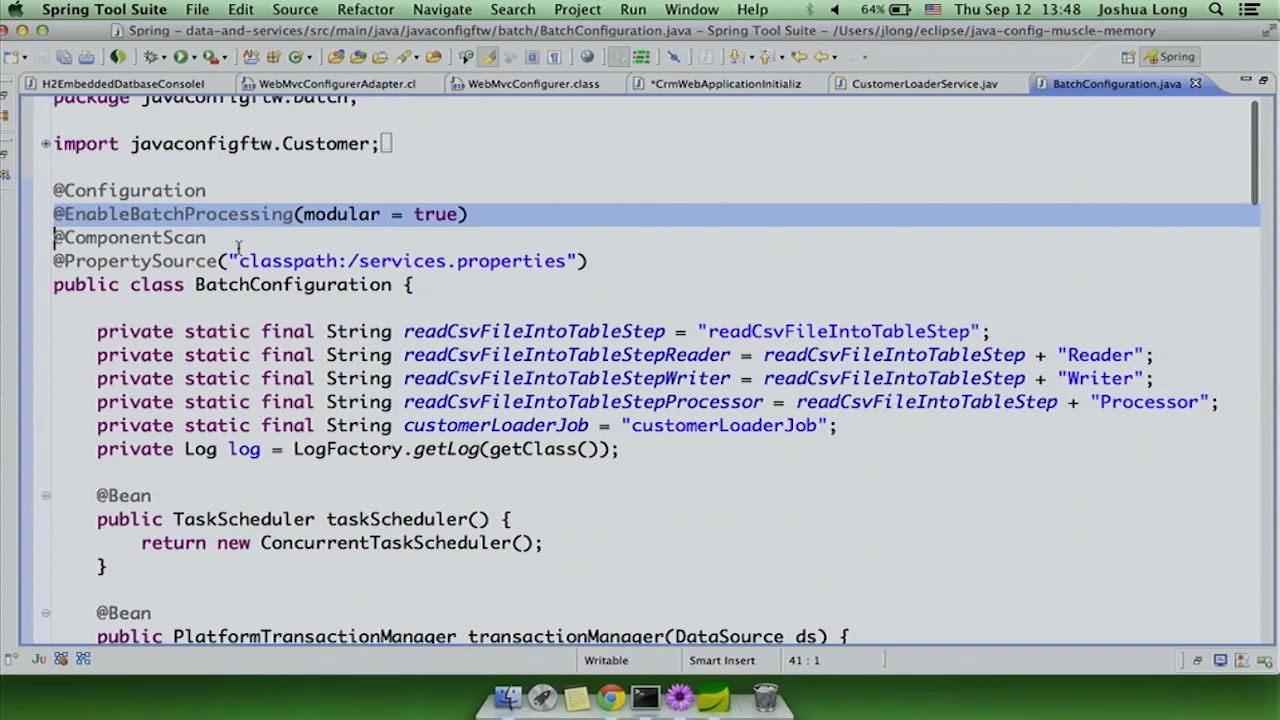 Spring Tool Suite File Edit Source Refactor Navigate Search Project Run Window Help 64% Thu Sep 12 13:48 Joshua Long
Spring - data-and-services/src/main/java/javaconfigftw/batch/BatchConfiguration.java - Spring Tool Suite - /Users/jlong/eclipse/java-config-muscle-memory
Spring
H2EmbeddedDatbaseConsoleI WebMvcConfigurerAdapter.cl WebMvcConfigurer.class *CrmWebApplicationInitializ CustomerLoaderService.jav BatchConfiguration.java
package javaconfigftw.batch;
import javaconfigftw.Customer;
@Configuration
@EnableBatchProcessing(modular = true)
@ComponentScan
@PropertySource("classpath:/services.properties")
public class BatchConfiguration {
private static final String readCsvFileIntoTableStep = "readCsvFileIntoTableStep";
private static final String readCsvFileIntoTableStepReader = readCsvFileIntoTableStep + "Reader";
private static final String readCsvFileIntoTableStepWriter = readCsvFileIntoTableStep + "Writer";
private static final String readCsvFileIntoTableStepProcessor = readCsvFileIntoTableStep + "Processor";
private static final String customerLoaderJob = "customerLoaderJob";
private Log log = LogFactory.getLog(getClass());
@Bean
public TaskScheduler taskScheduler() {
return new ConcurrentTaskScheduler();
}
@Bean
public PlatformTransactionManager transactionManager(DataSource ds) {
Ju Writable Smart Insert 41 : 1